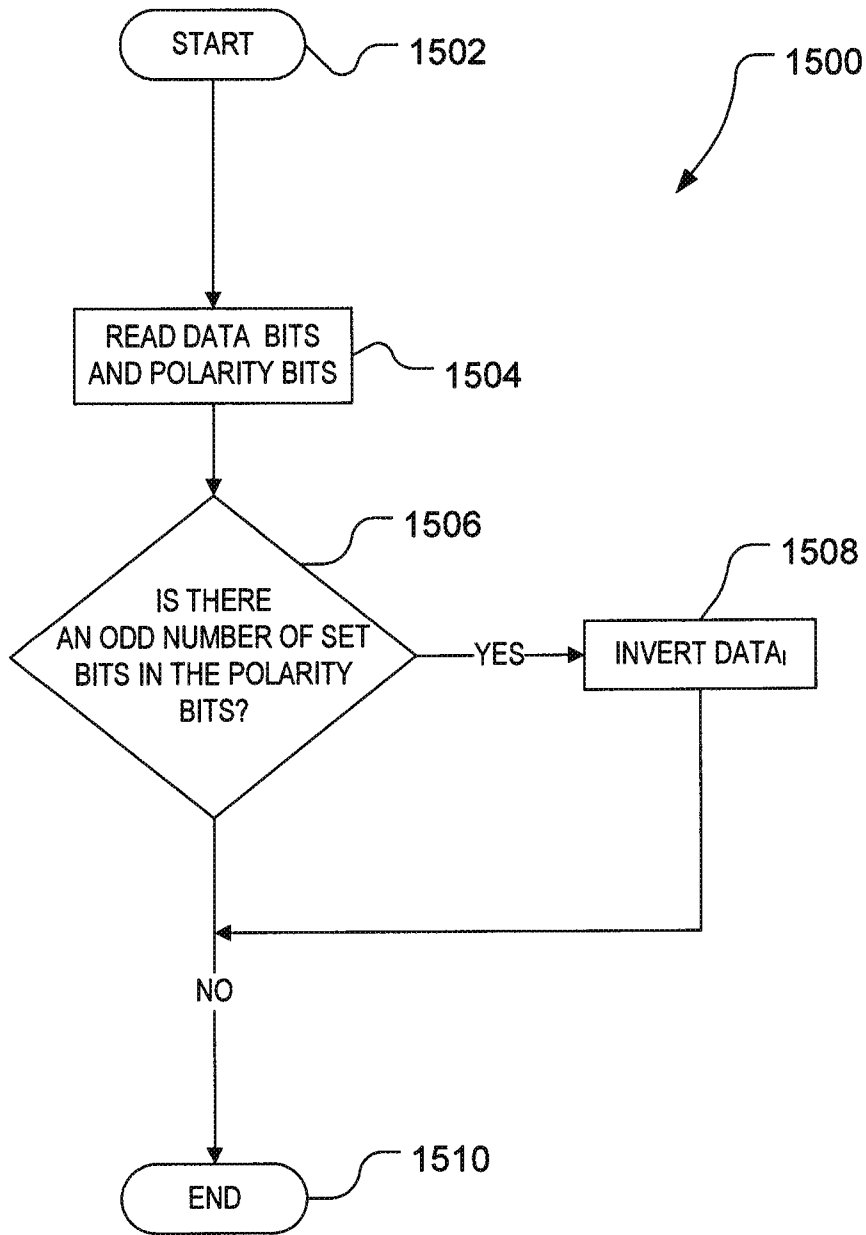 START
1502
1500
READ DATA BITS
AND POLARITY BITS
1504
1506
IS THERE
AN ODD NUMBER OF SET
BITS IN THE POLARITY
BITS?
YES
1508
INVERT DATAI
NO
END
1510